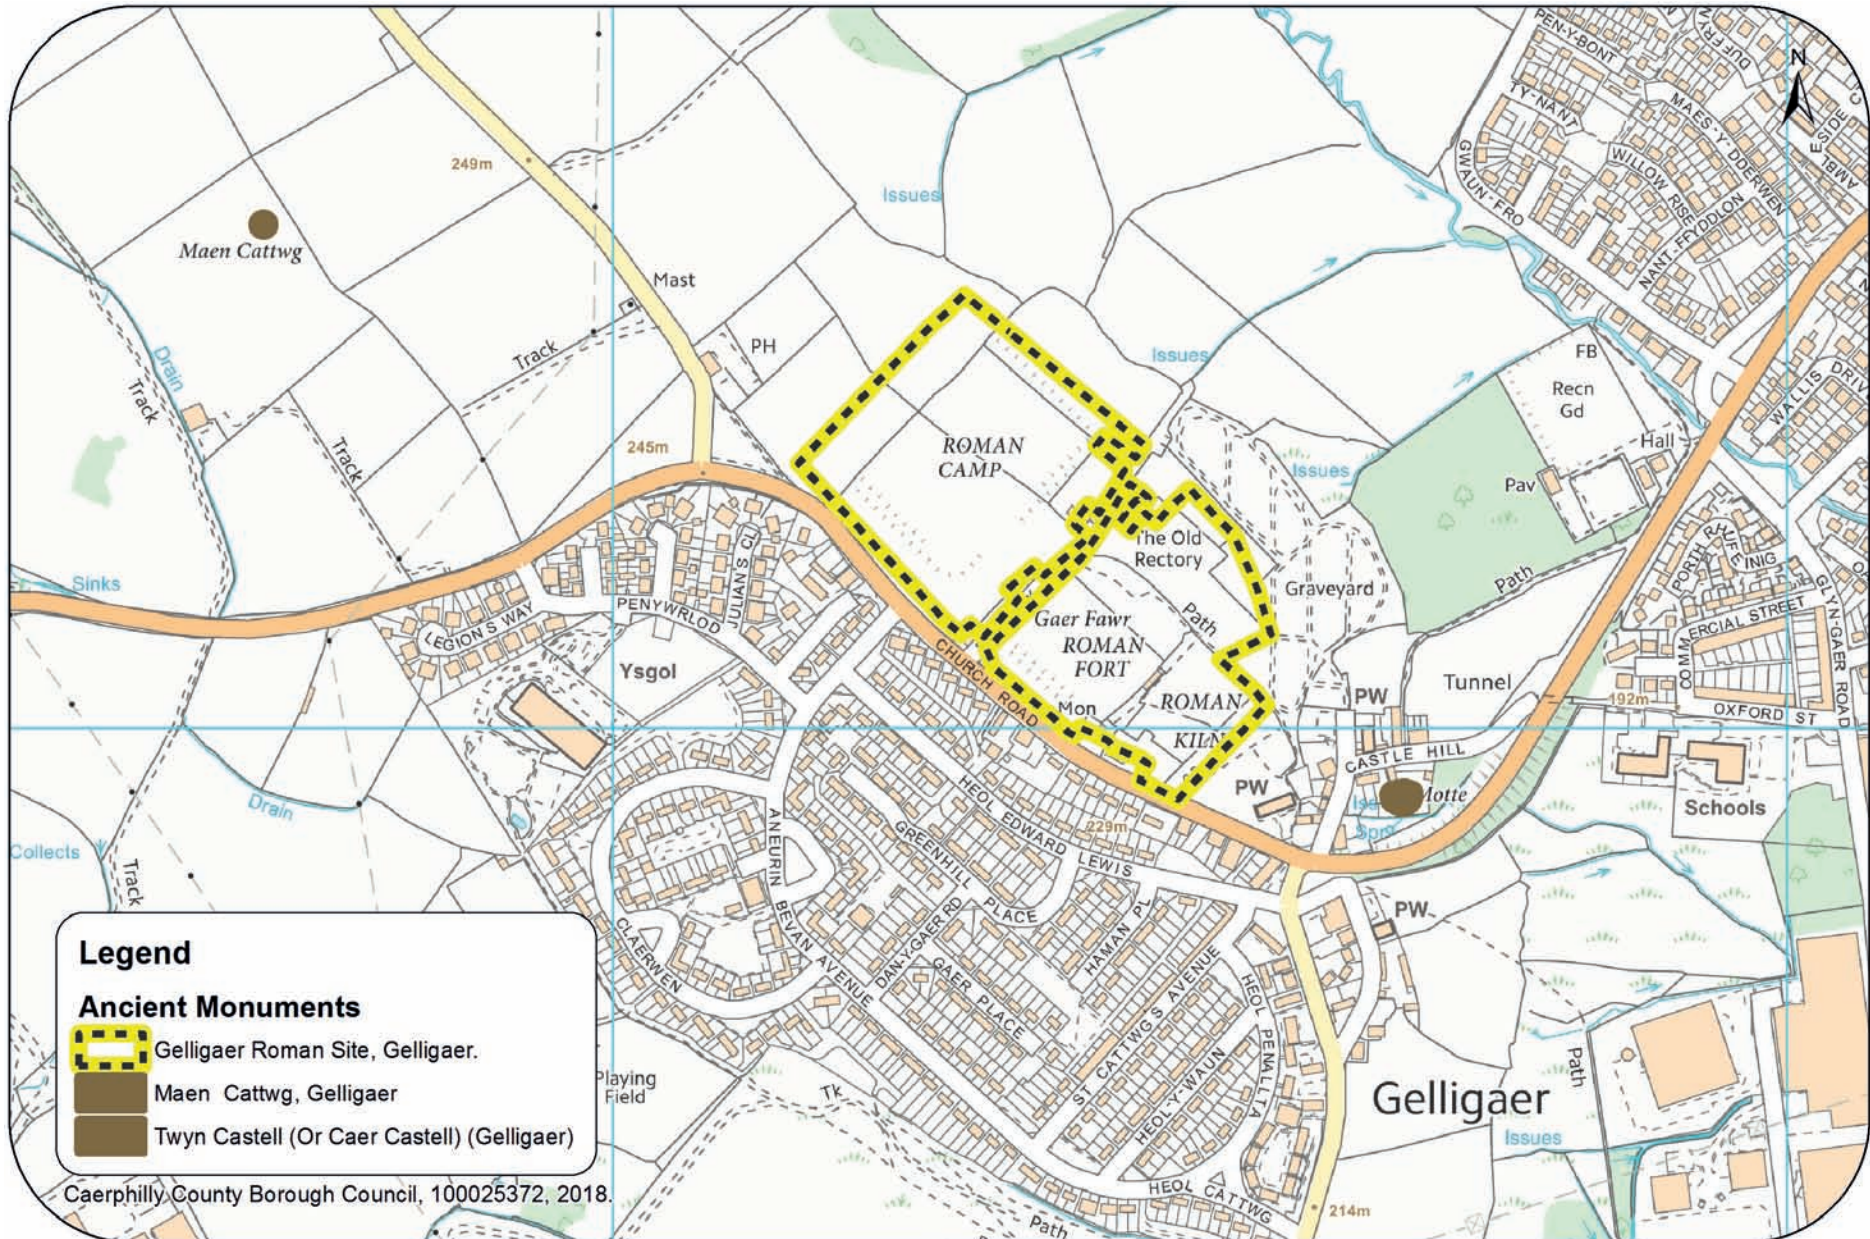 PEN-Y-BONT
DUFFRYN
N
TY-NANT
MAES-Y-DDERWEN
GWAUN-FRO
WILLOW RISE
NANT-FFYDDLON
249m
Issues
Maen Cattwg
Mast
PH
Track
Drain
Track
Track
Issues
FB
Recn
Gd
WALLIS
Hall
245m
ROMAN
CAMP
Issues
Pav
The Old
Rectory
Sinks
JULIAN'S CL
PENYWRLOD
LEGIONS WAY
Graveyard
Path
Path
INIG
COMMERCIAL STREET
GLYN-GAER ROAD
Gaer Fawr
ROMAN
FORT
CHURCH ROAD
Ysgol
Tunnel
PW
192m
OXFORD ST
Mon
ROMAN
KILN
CASTLE HILL
PW
Motte
Schools
Drain
HEOL EDWARD LEWIS
229m
ANEURIN BEVAN AVENUE
GREENHILL PLACE
Collects
Track
HAMAN PL
PW
DAN-Y-GAER RD
CLAERWEN
GAER PLACE
ST CATTWG'S AVENUE
HEOL PENALLTA
HEOL-Y-WAUN
Playing
Field
Tk
Path
Gelligaer
Issues
HEOL CATTWG
214m
Path
Legend
Ancient Monuments
Gelligaer Roman Site, Gelligaer.
Maen Cattwg, Gelligaer
Twyn Castell (Or Caer Castell) (Gelligaer)
Caerphilly County Borough Council, 100025372, 2018.